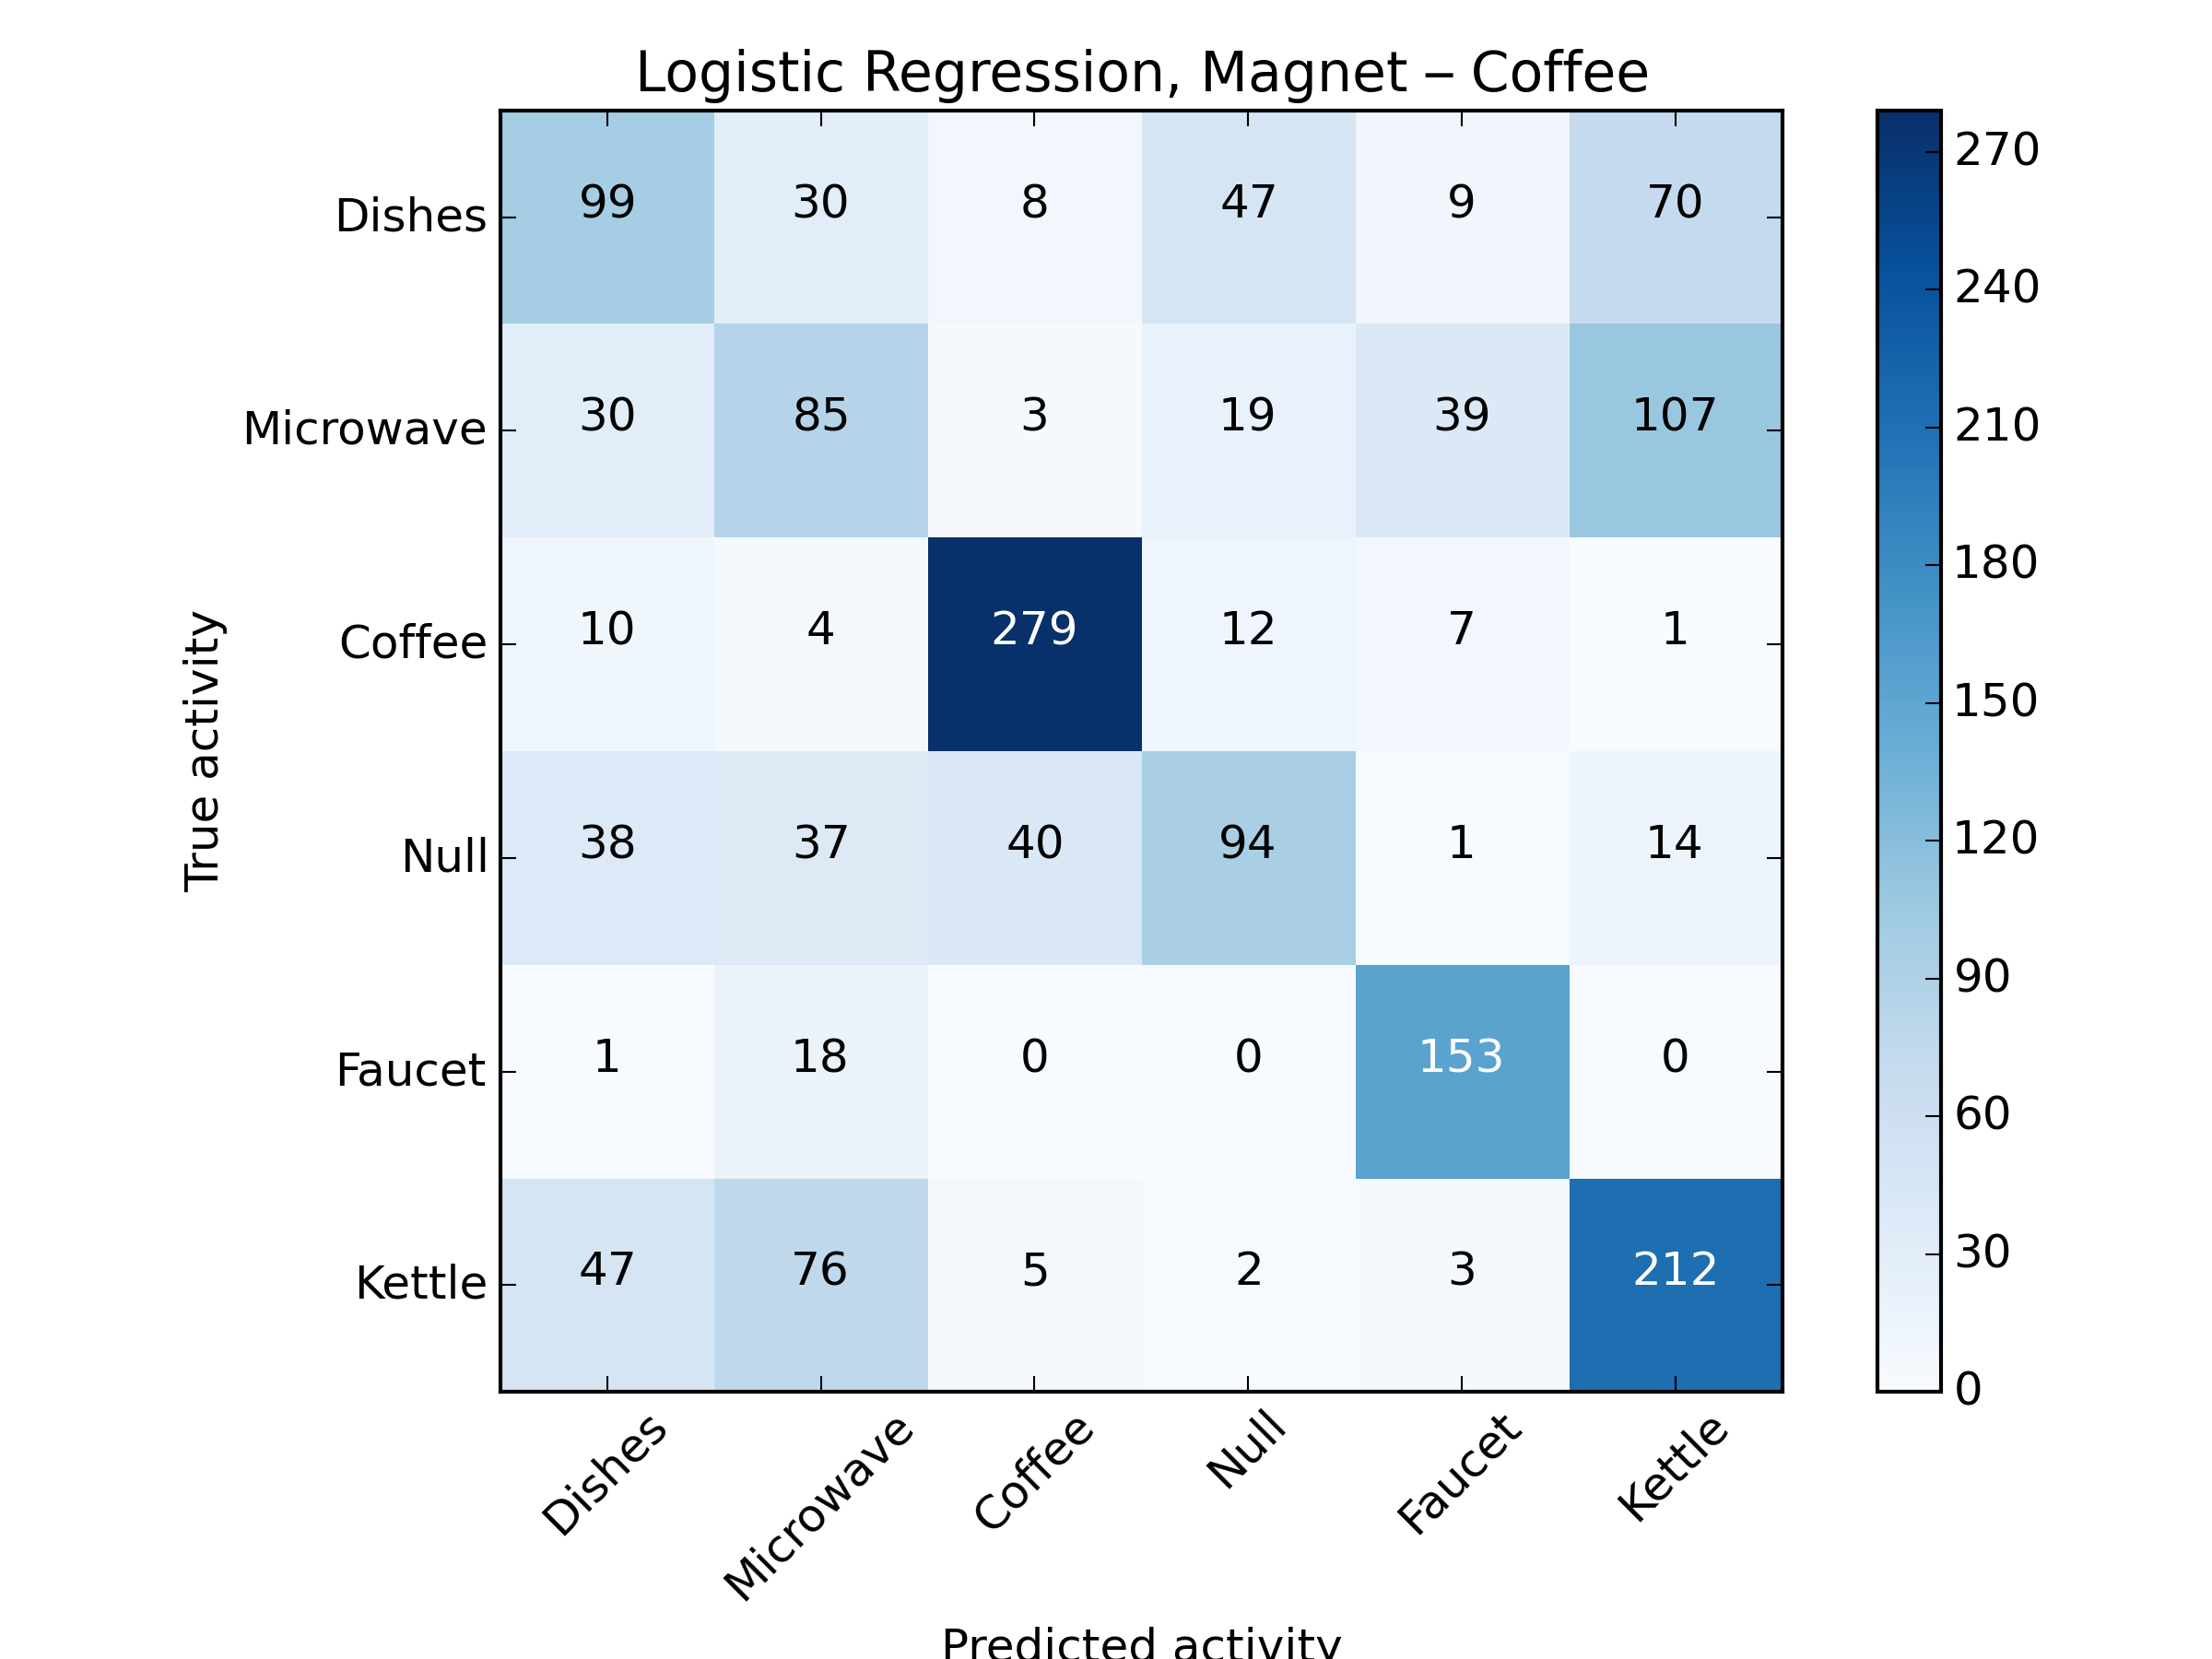 Logistic Regression, Magnet – Coffee
Dishes 99 30 8 47 9 70
Microwave 30 85 3 19 39 107
Coffee 10 4 279 12 7 1
Null 38 37 40 94 1 14
Faucet 1 18 0 0 153 0
Kettle 47 76 5 2 3 212
True activity
Dishes Microwave Coffee Null Faucet Kettle
Predicted activity
270
240
210
180
150
120
90
60
30
0